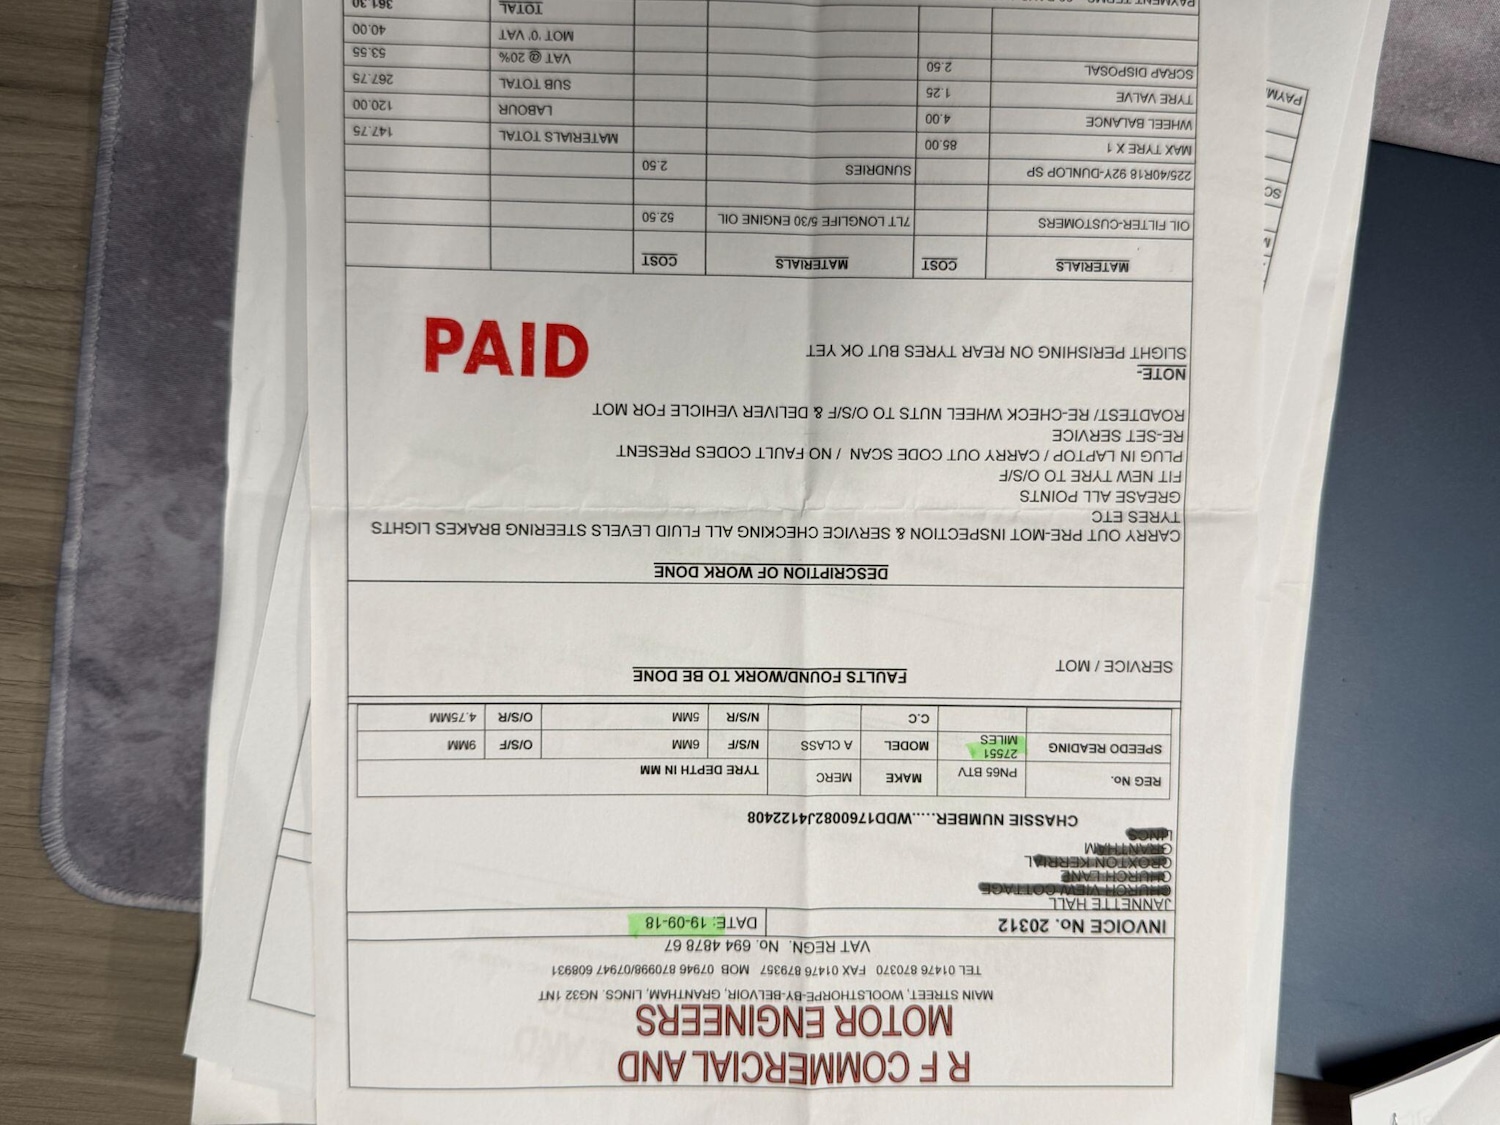 R F COMMERCIAL AND
MOTOR ENGINEERS
MAIN STREET, WOOLSTHORPE-BY-BELVOIR, GRANTHAM, LINCS. NG32 1NT
TEL 01476 870370 FAX 01476 879357 MOB 07946 870998/07947 608931
VAT REGN. No. 694 4878 67
INVOICE No. 20312 DATE: 19-09-18
JANNETTE HALL
CHURCH VIEW COTTAGE
CHURCH LANE
CROXTON KERRIAL
GRANTHAM
LINCS
CHASSIE NUMBER.....WDD1760082J4122408
REG No. PN65 BTV MAKE MERC TYRE DEPTH IN MM
SPEEDO READING 27551 MILES MODEL A CLASS N/S/F 6MM O/S/F 9MM
C.C N/S/R 5MM O/S/R 4.75MM
FAULTS FOUND/WORK TO BE DONE
SERVICE / MOT
DESCRIPTION OF WORK DONE
CARRY OUT PRE-MOT INSPECTION & SERVICE CHECKING ALL FLUID LEVELS STEERING BRAKES LIGHTS
TYRES ETC
GREASE ALL POINTS
FIT NEW TYRE TO O/S/F
PLUG IN LAPTOP / CARRY OUT CODE SCAN / NO FAULT CODES PRESENT
RE-SET SERVICE
ROADTEST/ RE-CHECK WHEEL NUTS TO O/S/F & DELIVER VEHICLE FOR MOT
NOTE-
SLIGHT PERISHING ON REAR TYRES BUT OK YET
PAID
MATERIALS COST MATERIALS COST
OIL FILTER-CUSTOMERS 7LT LONGLIFE 5/30 ENGINE OIL 52.50
225/40R18 92Y-DUNLOP SP SUNDRIES 2.50
MAX TYRE X 1 85.00 MATERIALS TOTAL 147.75
WHEEL BALANCE 4.00 LABOUR 120.00
TYRE VALVE 1.25 SUB TOTAL 267.75
SCRAP DISPOSAL 2.50 VAT @ 20% 53.55
MOT '0' VAT 40.00
TOTAL 361.30
PAYMENT TERMS
PAYM
SC
M